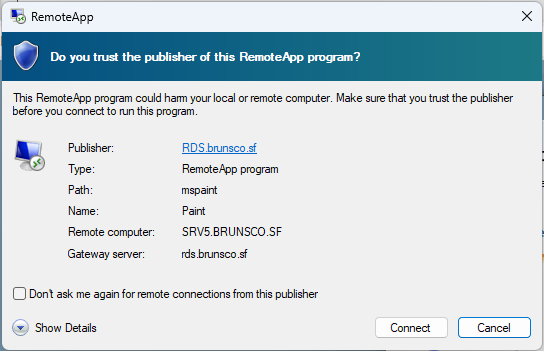 RemoteApp
Do you trust the publisher of this RemoteApp program?
This RemoteApp program could harm your local or remote computer. Make sure that you trust the publisher
before you connect to run this program.
Publisher: RDS.brunsco.sf
Type: RemoteApp program
Path: mspaint
Name: Paint
Remote computer: SRV5.BRUNSCO.SF
Gateway server: rds.brunsco.sf
Don't ask me again for remote connections from this publisher
Show Details Connect Cancel